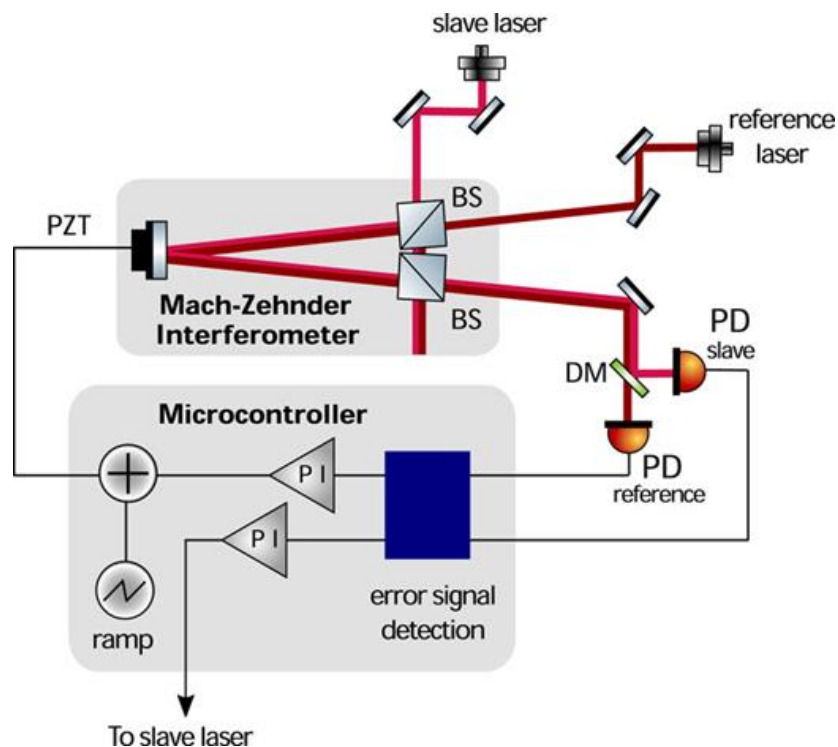 slave laser
reference
laser
BS
PZT
Mach-Zehnder
Interferometer
BS
PD
slave
DM
Microcontroller
P I
PD
reference
P I
error signal
detection
ramp
To slave laser